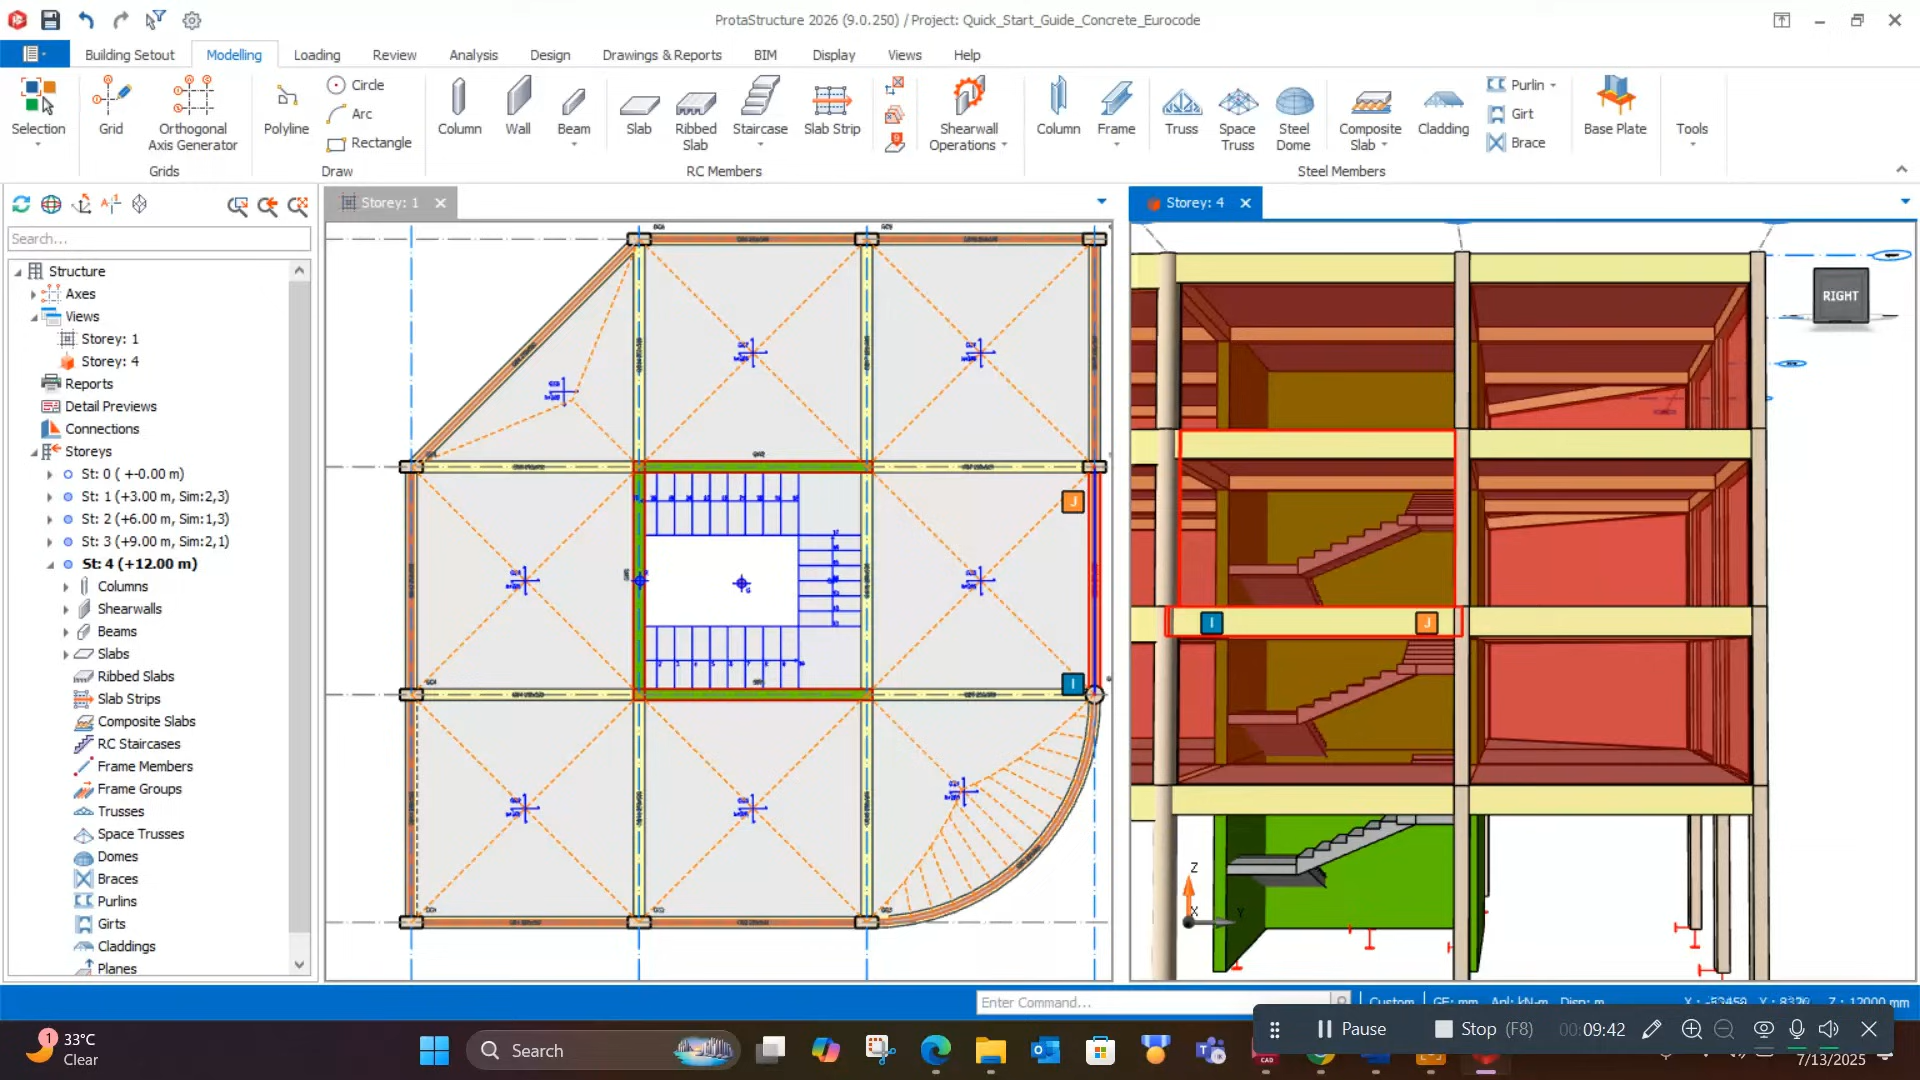 ProtaStructure 2026 (9.0.250) / Project: Quick_Start_Guide_Concrete_Eurocode
Building Setout
Modelling
Loading
Review
Analysis
Design
Drawings & Reports
BIM
Display
Views
Help
Selection
Grid
Orthogonal
Axis Generator
Grids
Polyline
Circle
Arc
Rectangle
Draw
Column
Wall
Beam
Slab
Ribbed
Slab
Staircase
Slab Strip
RC Members
Shearwall
Operations
Column
Frame
Truss
Space
Truss
Steel
Dome
Composite
Slab
Cladding
Purlin
Girt
Brace
Steel Members
Base Plate
Tools
Search...
Structure
Axes
Views
Storey: 1
Storey: 4
Reports
Detail Previews
Connections
Storeys
St: 0 ( +-0.00 m)
St: 1 (+3.00 m, Sim:2,3)
St: 2 (+6.00 m, Sim:1,3)
St: 3 (+9.00 m, Sim:2,1)
St: 4 (+12.00 m)
Columns
Shearwalls
Beams
Slabs
Ribbed Slabs
Slab Strips
Composite Slabs
RC Staircases
Frame Members
Frame Groups
Trusses
Space Trusses
Domes
Braces
Purlins
Girts
Claddings
Planes
Storey: 1
J
I
Storey: 4
RIGHT
I
J
Z
X
Y
Enter Command...
Custom
Pause
Stop (F8)
00:09:42
33°C
Clear
Search
7/13/2025